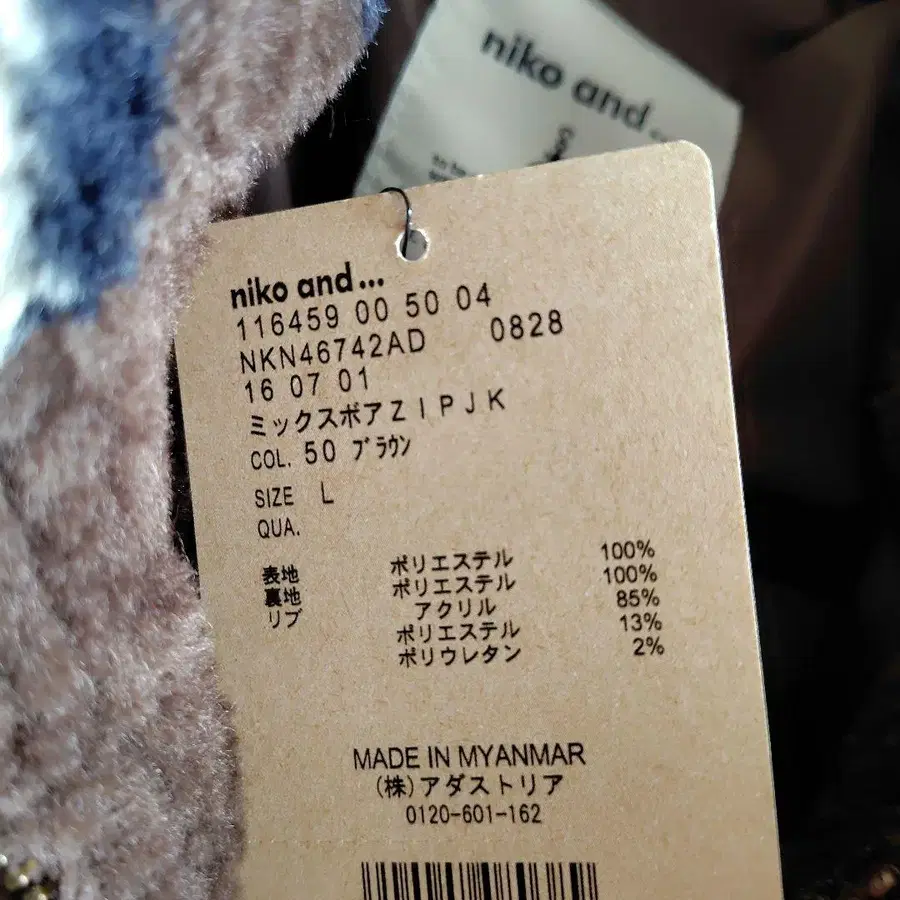 niko and...
niko and...
116459 00 50 04
NKN46742AD 0828
16 07 01
ミックスボアZIPJK
COL. 50 ブラウン
SIZE L
QUA.
表地 ポリエステル 100%
裏地 ポリエステル 100%
リブ アクリル 85%
ポリエステル 13%
ポリウレタン 2%
MADE IN MYANMAR
(株)アダストリア
0120-601-162